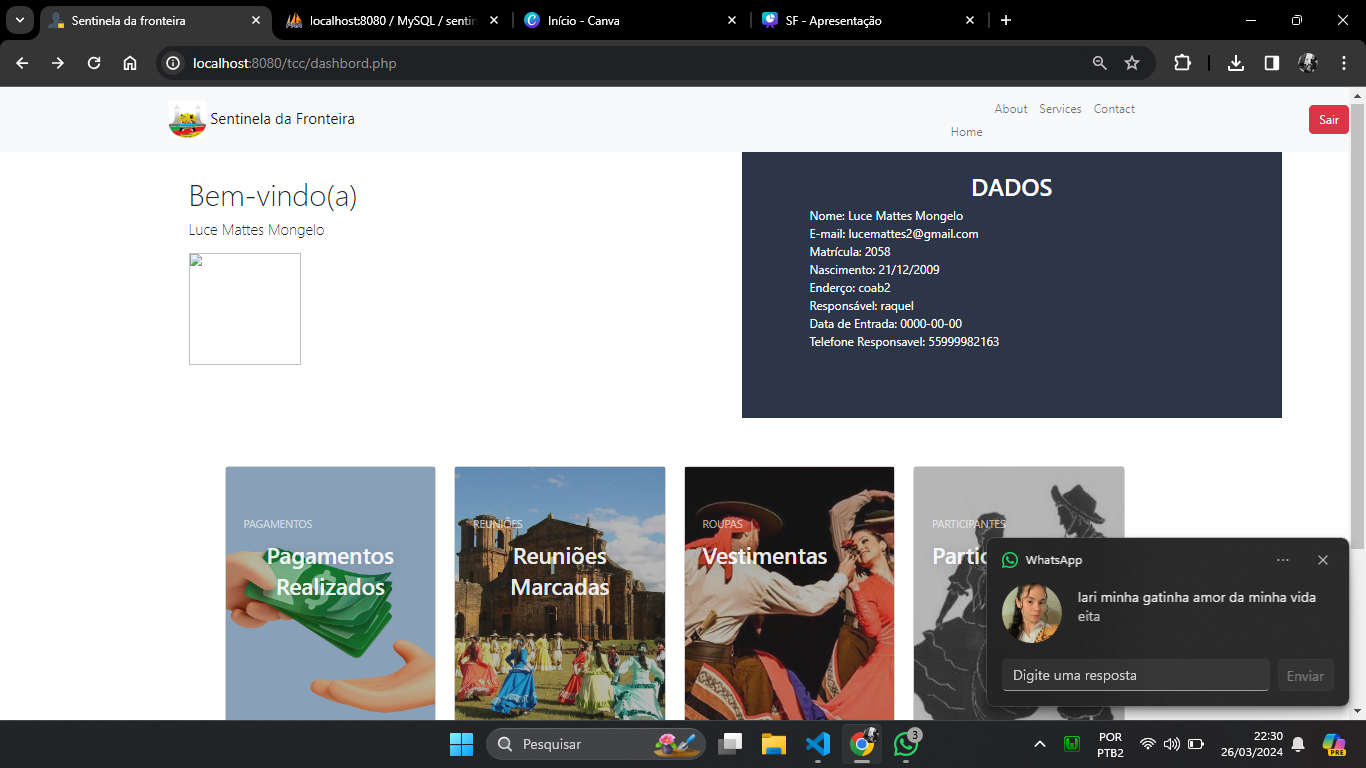 Sentinela da fronteira
localhost:8080 / MySQL / sentin
Início - Canva
SF - Apresentação
localhost:8080/tcc/dashbord.php
Sentinela da Fronteira
About Services Contact
Home
Sair
Bem-vindo(a)
Luce Mattes Mongelo
DADOS
Nome: Luce Mattes Mongelo
E-mail: lucemattes2@gmail.com
Matrícula: 2058
Nascimento: 21/12/2009
Enderço: coab2
Responsável: raquel
Data de Entrada: 0000-00-00
Telefone Responsavel: 55999982163
PAGAMENTOS
Pagamentos
Realizados
REUNIÕES
Reuniões
Marcadas
ROUPAS
Vestimentas
PARTICIPANTES
Partic
WhatsApp
Iari minha gatinha amor da minha vida
eita
Digite uma resposta
Enviar
Pesquisar
3
POR
PTB2
22:30
26/03/2024
PRE